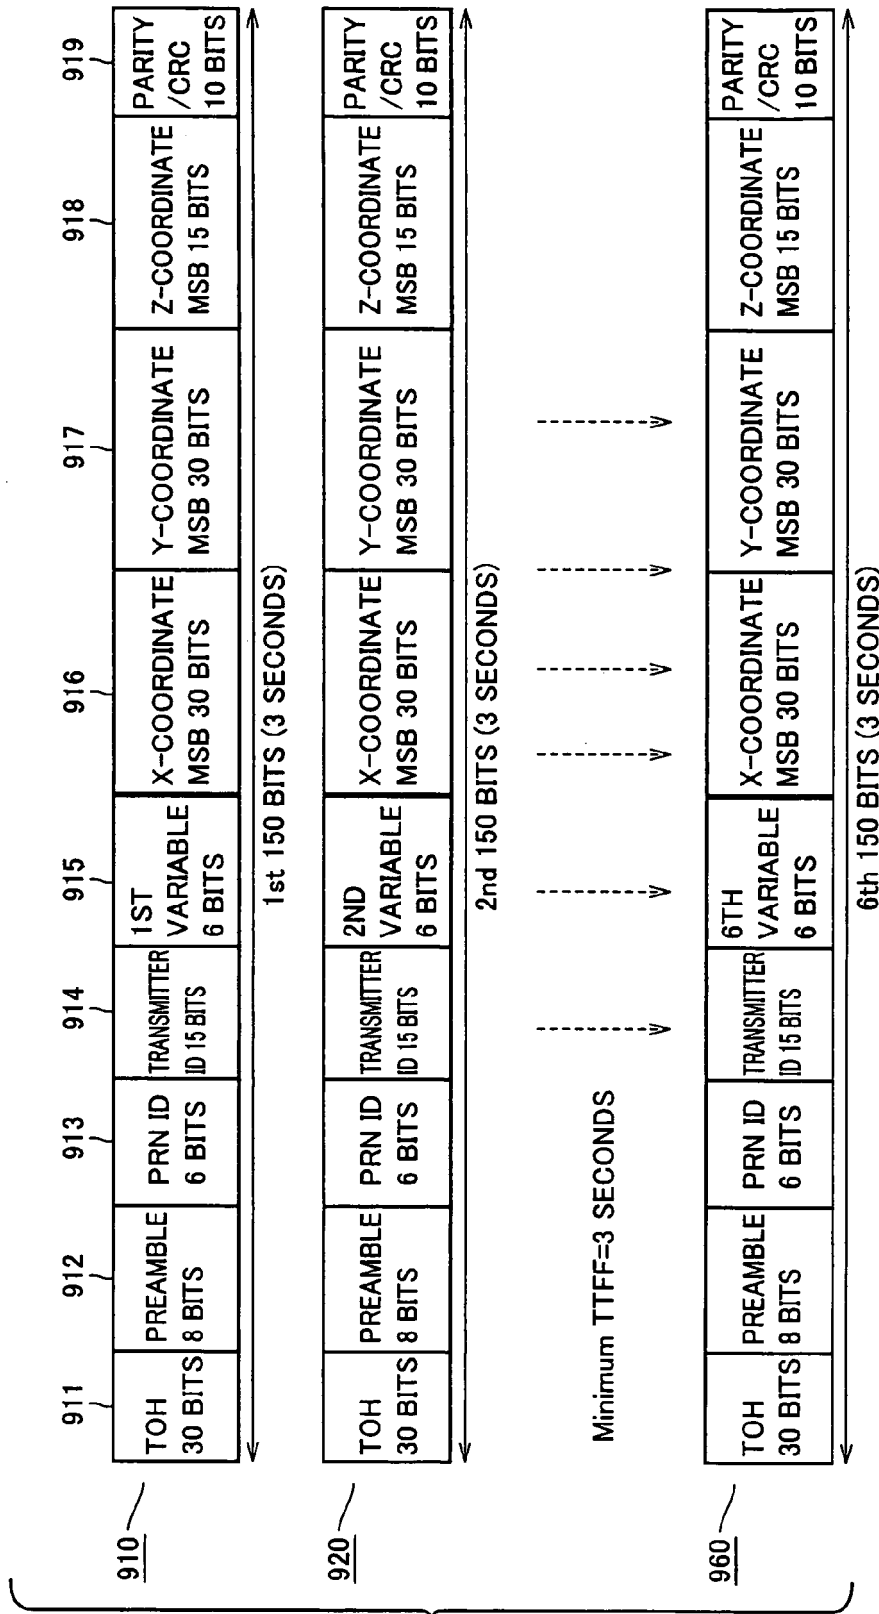 911
912
913
914
915
916
917
918
919
910
TOH
30 BITS
PREAMBLE
8 BITS
PRN ID
6 BITS
TRANSMITTER
ID 15 BITS
1ST
VARIABLE
6 BITS
X-COORDINATE
MSB 30 BITS
Y-COORDINATE
MSB 30 BITS
Z-COORDINATE
MSB 15 BITS
PARITY
/CRC
10 BITS
1st 150 BITS (3 SECONDS)
920
TOH
30 BITS
PREAMBLE
8 BITS
PRN ID
6 BITS
TRANSMITTER
ID 15 BITS
2ND
VARIABLE
6 BITS
X-COORDINATE
MSB 30 BITS
Y-COORDINATE
MSB 30 BITS
Z-COORDINATE
MSB 15 BITS
PARITY
/CRC
10 BITS
2nd 150 BITS (3 SECONDS)
Minimum TTFF=3 SECONDS
960
TOH
30 BITS
PREAMBLE
8 BITS
PRN ID
6 BITS
TRANSMITTER
ID 15 BITS
6TH
VARIABLE
6 BITS
X-COORDINATE
MSB 30 BITS
Y-COORDINATE
MSB 30 BITS
Z-COORDINATE
MSB 15 BITS
PARITY
/CRC
10 BITS
6th 150 BITS (3 SECONDS)